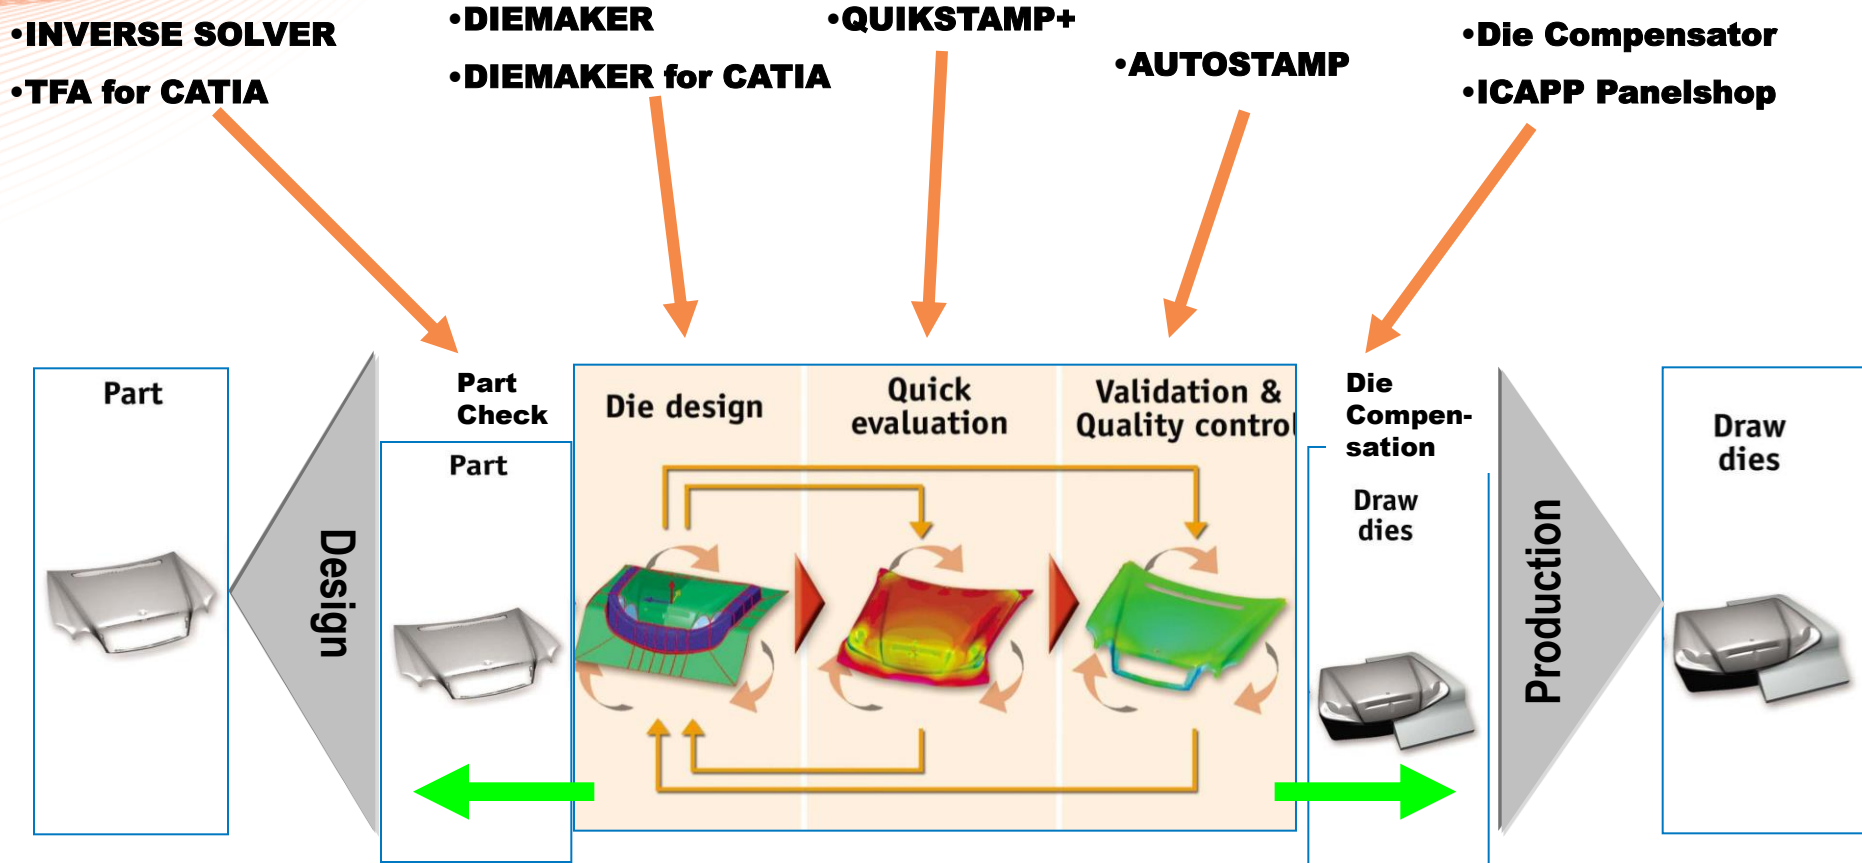 •INVERSE SOLVER
•TFA for CATIA
•DIEMAKER
•DIEMAKER for CATIA
•QUIKSTAMP+
•AUTOSTAMP
•Die Compensator
•ICAPP Panelshop
Part
Design
Part
Check
Part
Die design
Quick
evaluation
Validation &
Quality control
Die
Compen-
sation
Draw
dies
Production
Draw
dies